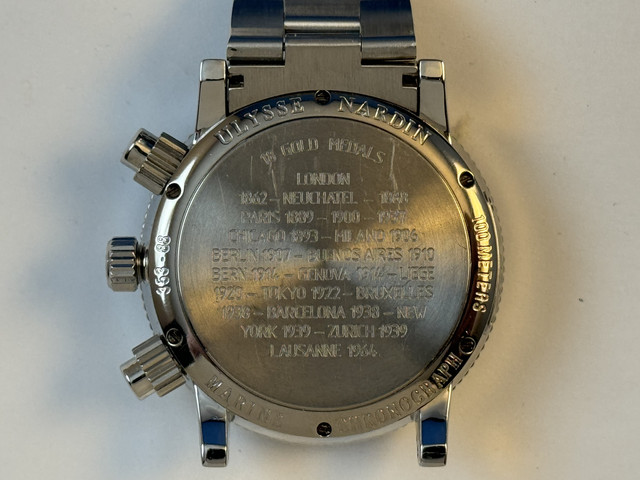 ULYSSE NARDIN
18 GOLD MEDALS
LONDON
1862 - NEUCHATEL - 1868
PARIS 1889 - 1900 - 1937
CHICAGO 1893 - MILANO 1906
BERLIN 1907 - BUENOS AIRES 1910
BERN 1914 - GENOVA 1914 - LIEGE
1920 - TOKYO 1922 - BRUXELLES
1938 - BARCELONA 1938 - NEW
YORK 1939 - ZURICH 1939
LAUSANNE 1964
100 METERS
MARINE CHRONOGRAPH